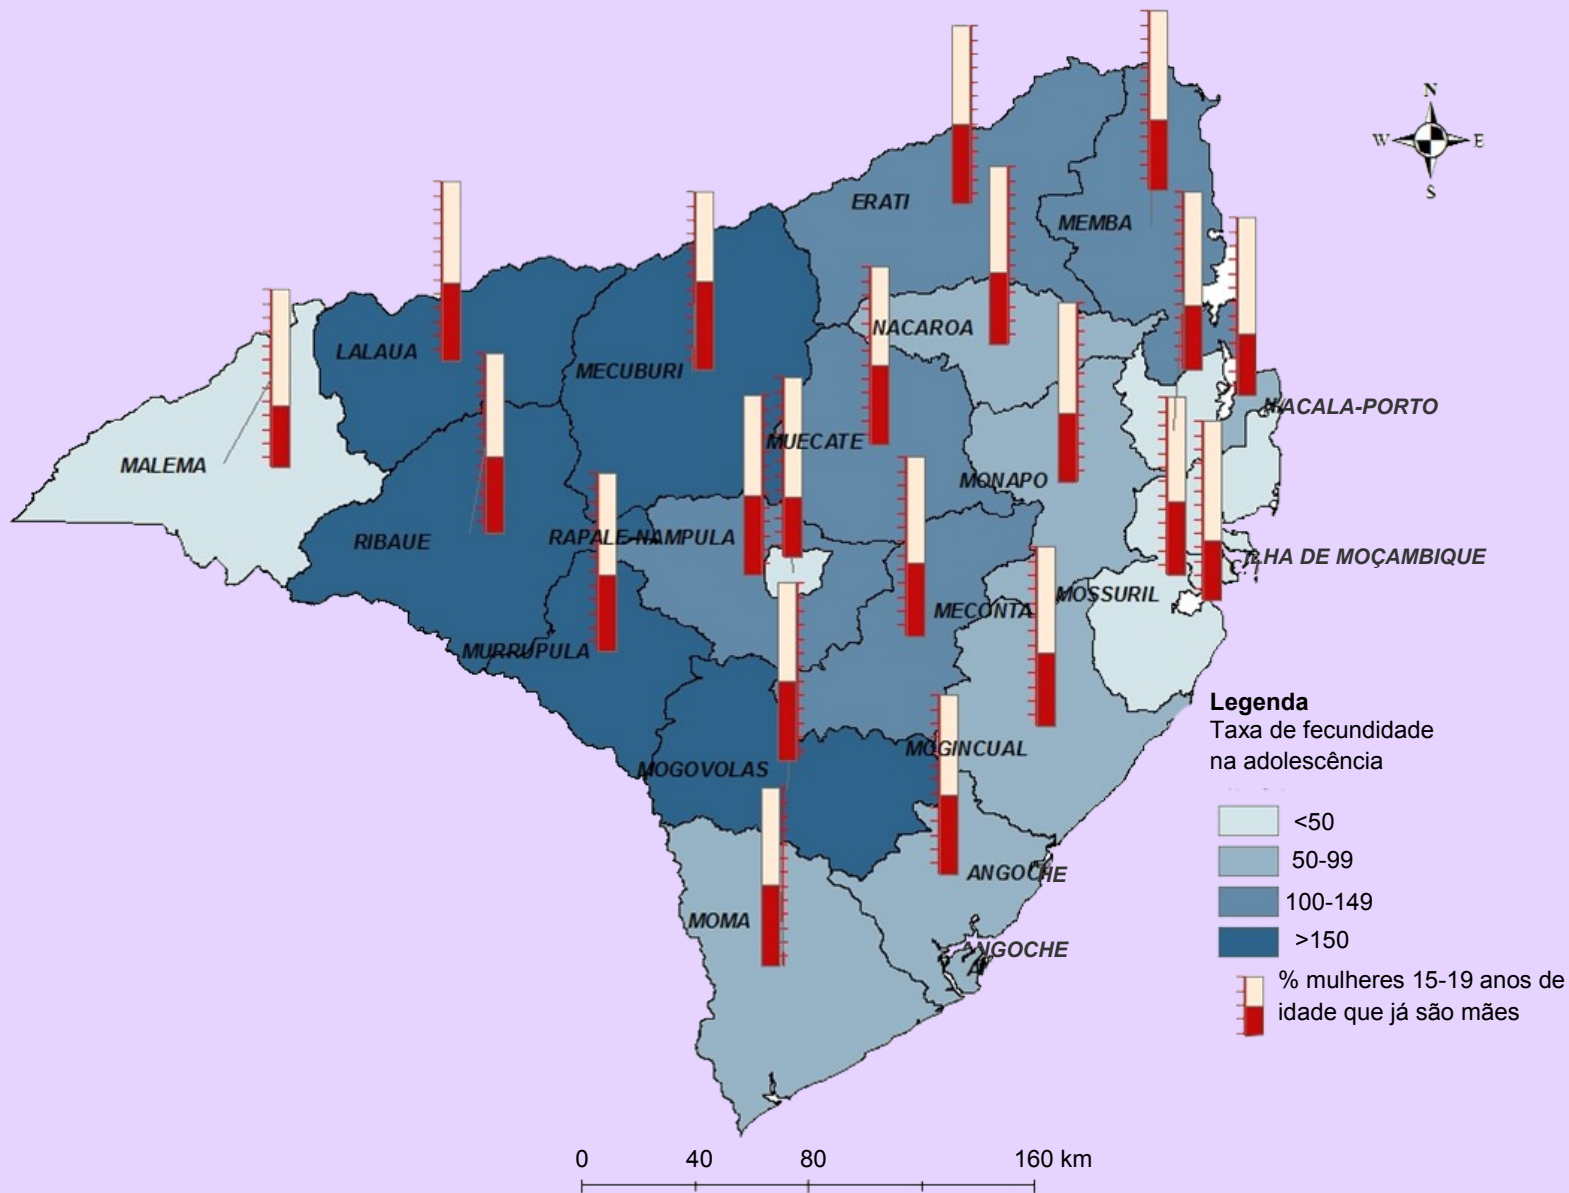 N
W E
S
ERATI
MEMBA
NACAROA
LALAUA
MECUBURI
NACALA-PORTO
MUECATE
MALEMA
MONAPO
RIBAUE
RAPALE-NAMPULA
ILHA DE MOÇAMBIQUE
MOSSURIL
MECONTA
MURRUPULA
Legenda
Taxa de fecundidade
na adolescência
MOGINCUAL
MOGOVOLAS
<50
50-99
ANGOCHE
100-149
MOMA
>150
ANGOCHE
% mulheres 15-19 anos de
idade que já são mães
0 40 80 160 km